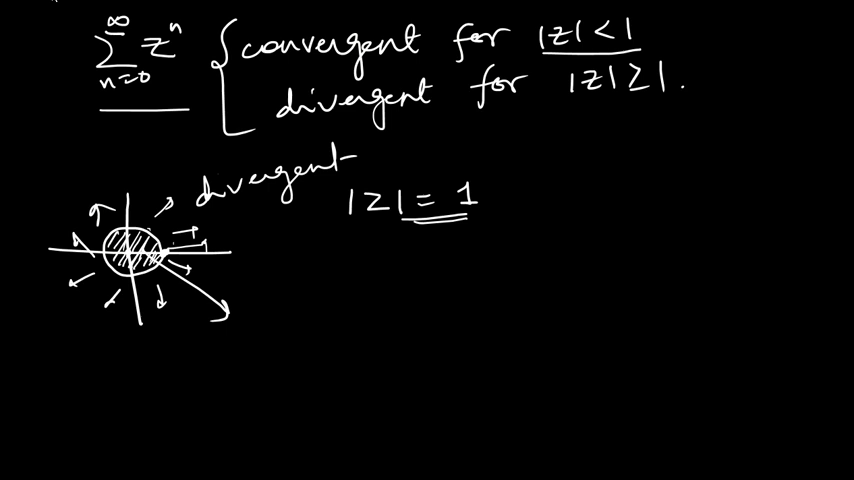 ∑_{n=0}^{∞} z^n { convergent for |z| < 1
divergent for |z| ≥ 1.
divergent
|z| = 1